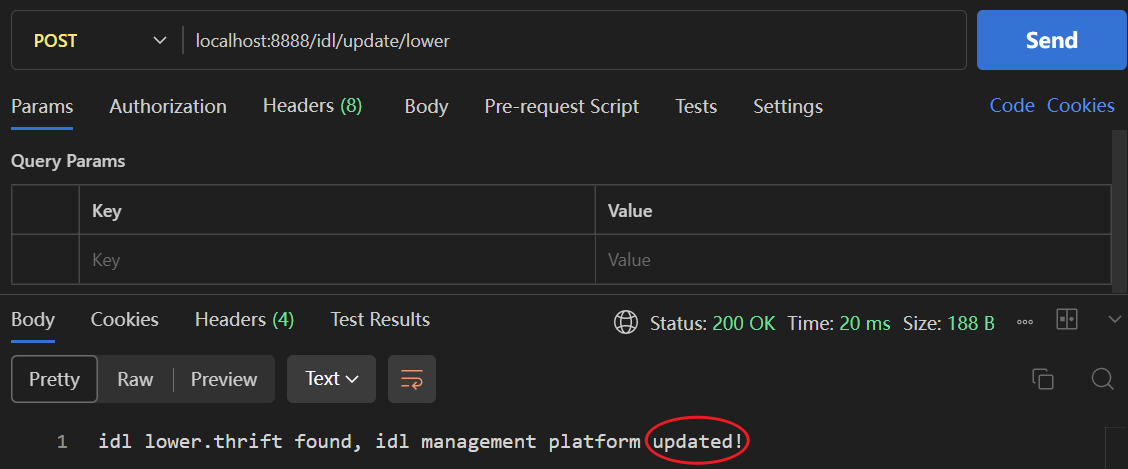 POST localhost:8888/idl/update/lower Send
Params Authorization Headers (8) Body Pre-request Script Tests Settings Code Cookies
Query Params
Key Value
Key Value
Body Cookies Headers (4) Test Results Status: 200 OK Time: 20 ms Size: 188 B
Pretty Raw Preview Text
1 idl lower.thrift found, idl management platform updated!